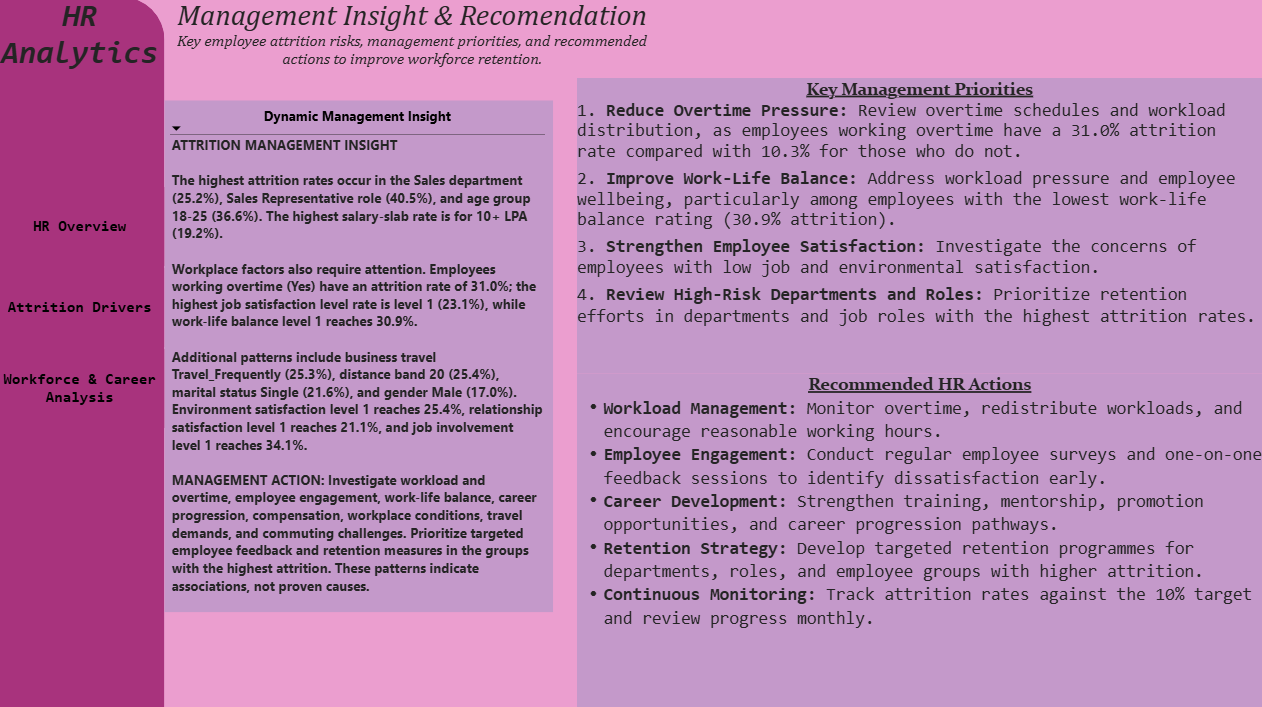 HR
Analytics
Management Insight & Recomendation
Key employee attrition risks, management priorities, and recommended
actions to improve workforce retention.
HR Overview
Attrition Drivers
Workforce & Career
Analysis
Dynamic Management Insight
ATTRITION MANAGEMENT INSIGHT
The highest attrition rates occur in the Sales department
(25.2%), Sales Representative role (40.5%), and age group
18-25 (36.6%). The highest salary-slab rate is for 10+ LPA
(19.2%).
Workplace factors also require attention. Employees
working overtime (Yes) have an attrition rate of 31.0%; the
highest job satisfaction level rate is level 1 (23.1%), while
work-life balance level 1 reaches 30.9%.
Additional patterns include business travel
Travel_Frequently (25.3%), distance band 20 (25.4%),
marital status Single (21.6%), and gender Male (17.0%).
Environment satisfaction level 1 reaches 25.4%, relationship
satisfaction level 1 reaches 21.1%, and job involvement
level 1 reaches 34.1%.
MANAGEMENT ACTION: Investigate workload and
overtime, employee engagement, work-life balance, career
progression, compensation, workplace conditions, travel
demands, and commuting challenges. Prioritize targeted
employee feedback and retention measures in the groups
with the highest attrition. These patterns indicate
associations, not proven causes.
Key Management Priorities
1. Reduce Overtime Pressure: Review overtime schedules and workload
distribution, as employees working overtime have a 31.0% attrition
rate compared with 10.3% for those who do not.
2. Improve Work-Life Balance: Address workload pressure and employee
wellbeing, particularly among employees with the lowest work-life
balance rating (30.9% attrition).
3. Strengthen Employee Satisfaction: Investigate the concerns of
employees with low job and environmental satisfaction.
4. Review High-Risk Departments and Roles: Prioritize retention
efforts in departments and job roles with the highest attrition rates.
Recommended HR Actions
• Workload Management: Monitor overtime, redistribute workloads, and
encourage reasonable working hours.
• Employee Engagement: Conduct regular employee surveys and one-on-one
feedback sessions to identify dissatisfaction early.
• Career Development: Strengthen training, mentorship, promotion
opportunities, and career progression pathways.
• Retention Strategy: Develop targeted retention programmes for
departments, roles, and employee groups with higher attrition.
• Continuous Monitoring: Track attrition rates against the 10% target
and review progress monthly.